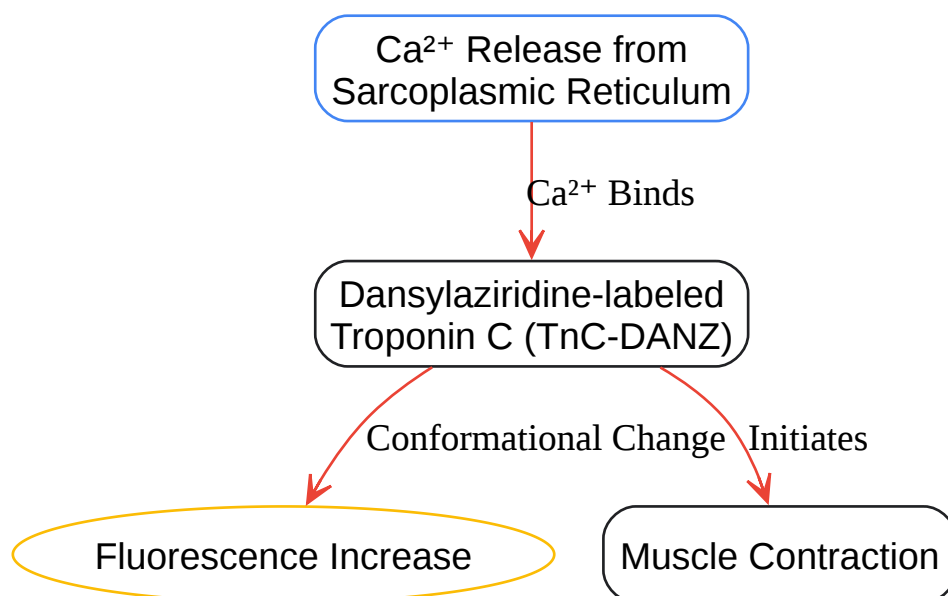 Ca²⁺ Release from
Sarcoplasmic Reticulum
Ca²⁺ Binds
Dansylaziridine-labeled
Troponin C (TnC-DANZ)
Conformational Change
Initiates
Fluorescence Increase
Muscle Contraction